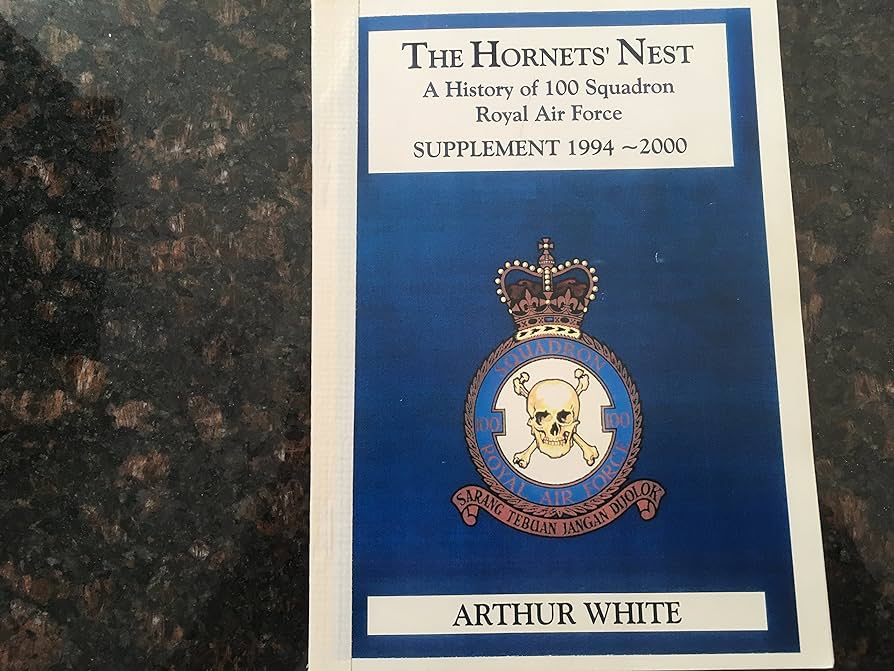 THE HORNETS' NEST
A History of 100 Squadron
Royal Air Force
SUPPLEMENT 1994 ~2000
SQUADRON
100
100
ROYAL AIR FORCE
SARANG TEBUAN JANGAN DIJOLOK
ARTHUR WHITE